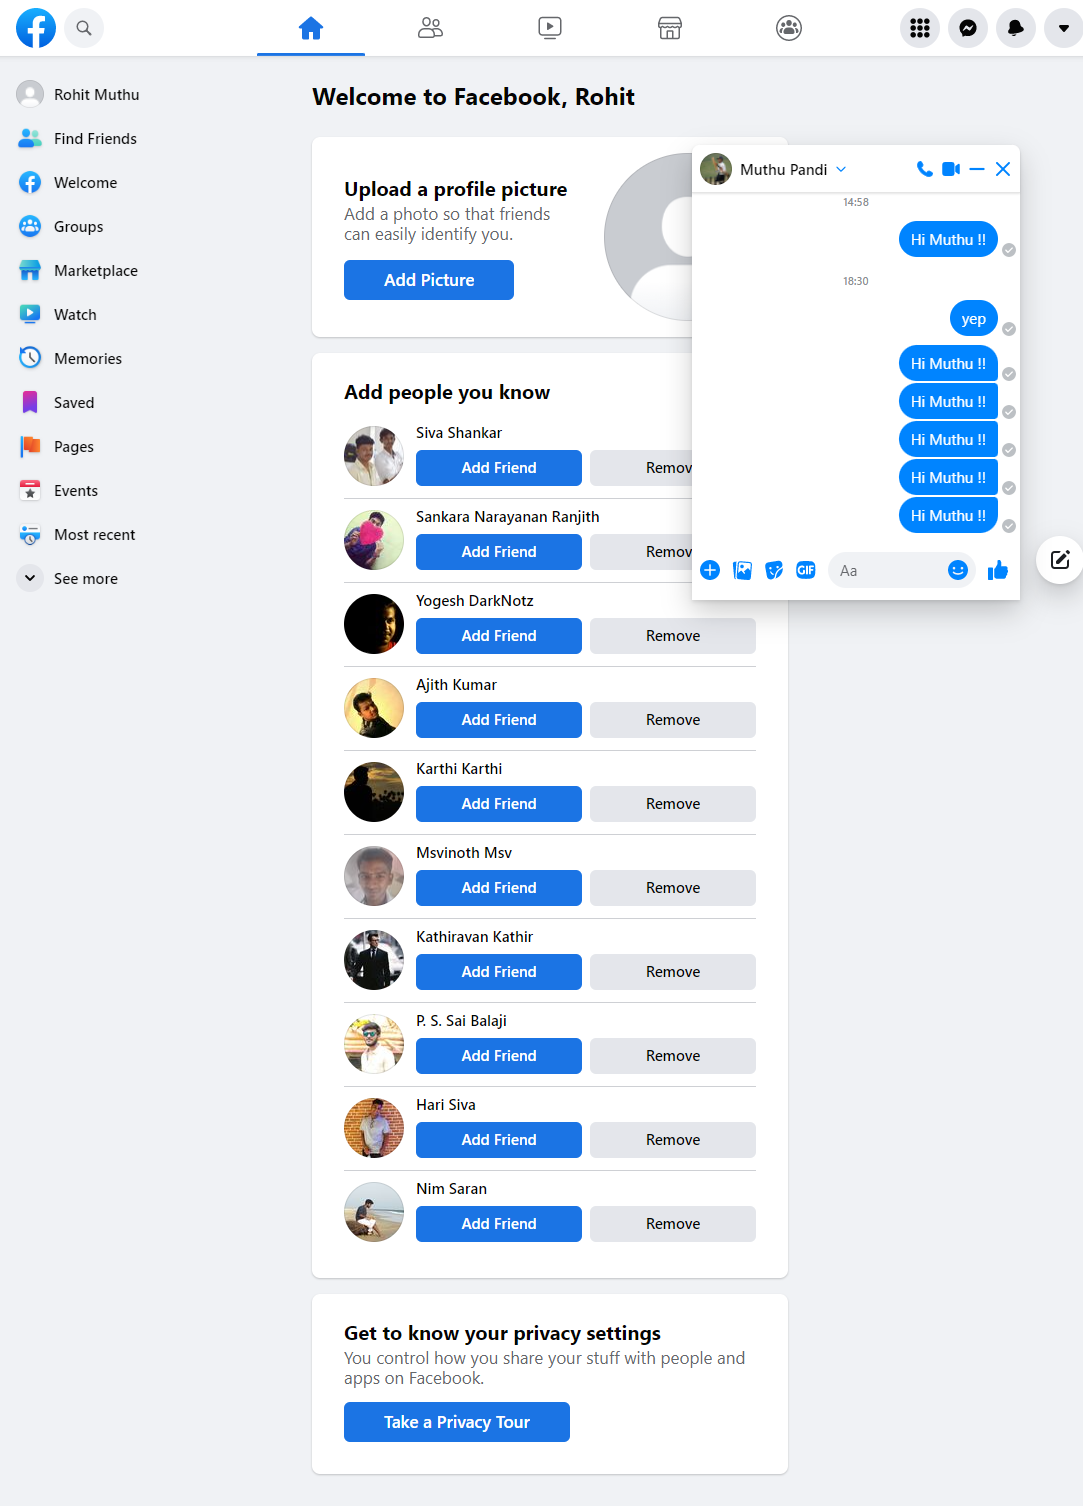 Rohit Muthu
Find Friends
Welcome
Groups
Marketplace
Watch
Memories
Saved
Pages
Events
Most recent
See more
Welcome to Facebook, Rohit
Upload a profile picture
Add a photo so that friends
can easily identify you.
Add Picture
Add people you know
Siva Shankar
Add Friend
Remov
Sankara Narayanan Ranjith
Add Friend
Remov
Yogesh DarkNotz
Add Friend
Remove
Ajith Kumar
Add Friend
Remove
Karthi Karthi
Add Friend
Remove
Msvinoth Msv
Add Friend
Remove
Kathiravan Kathir
Add Friend
Remove
P. S. Sai Balaji
Add Friend
Remove
Hari Siva
Add Friend
Remove
Nim Saran
Add Friend
Remove
Get to know your privacy settings
You control how you share your stuff with people and
apps on Facebook.
Take a Privacy Tour
Muthu Pandi
14:58
Hi Muthu !!
18:30
yep
Hi Muthu !!
Hi Muthu !!
Hi Muthu !!
Hi Muthu !!
Hi Muthu !!
GIF
Aa